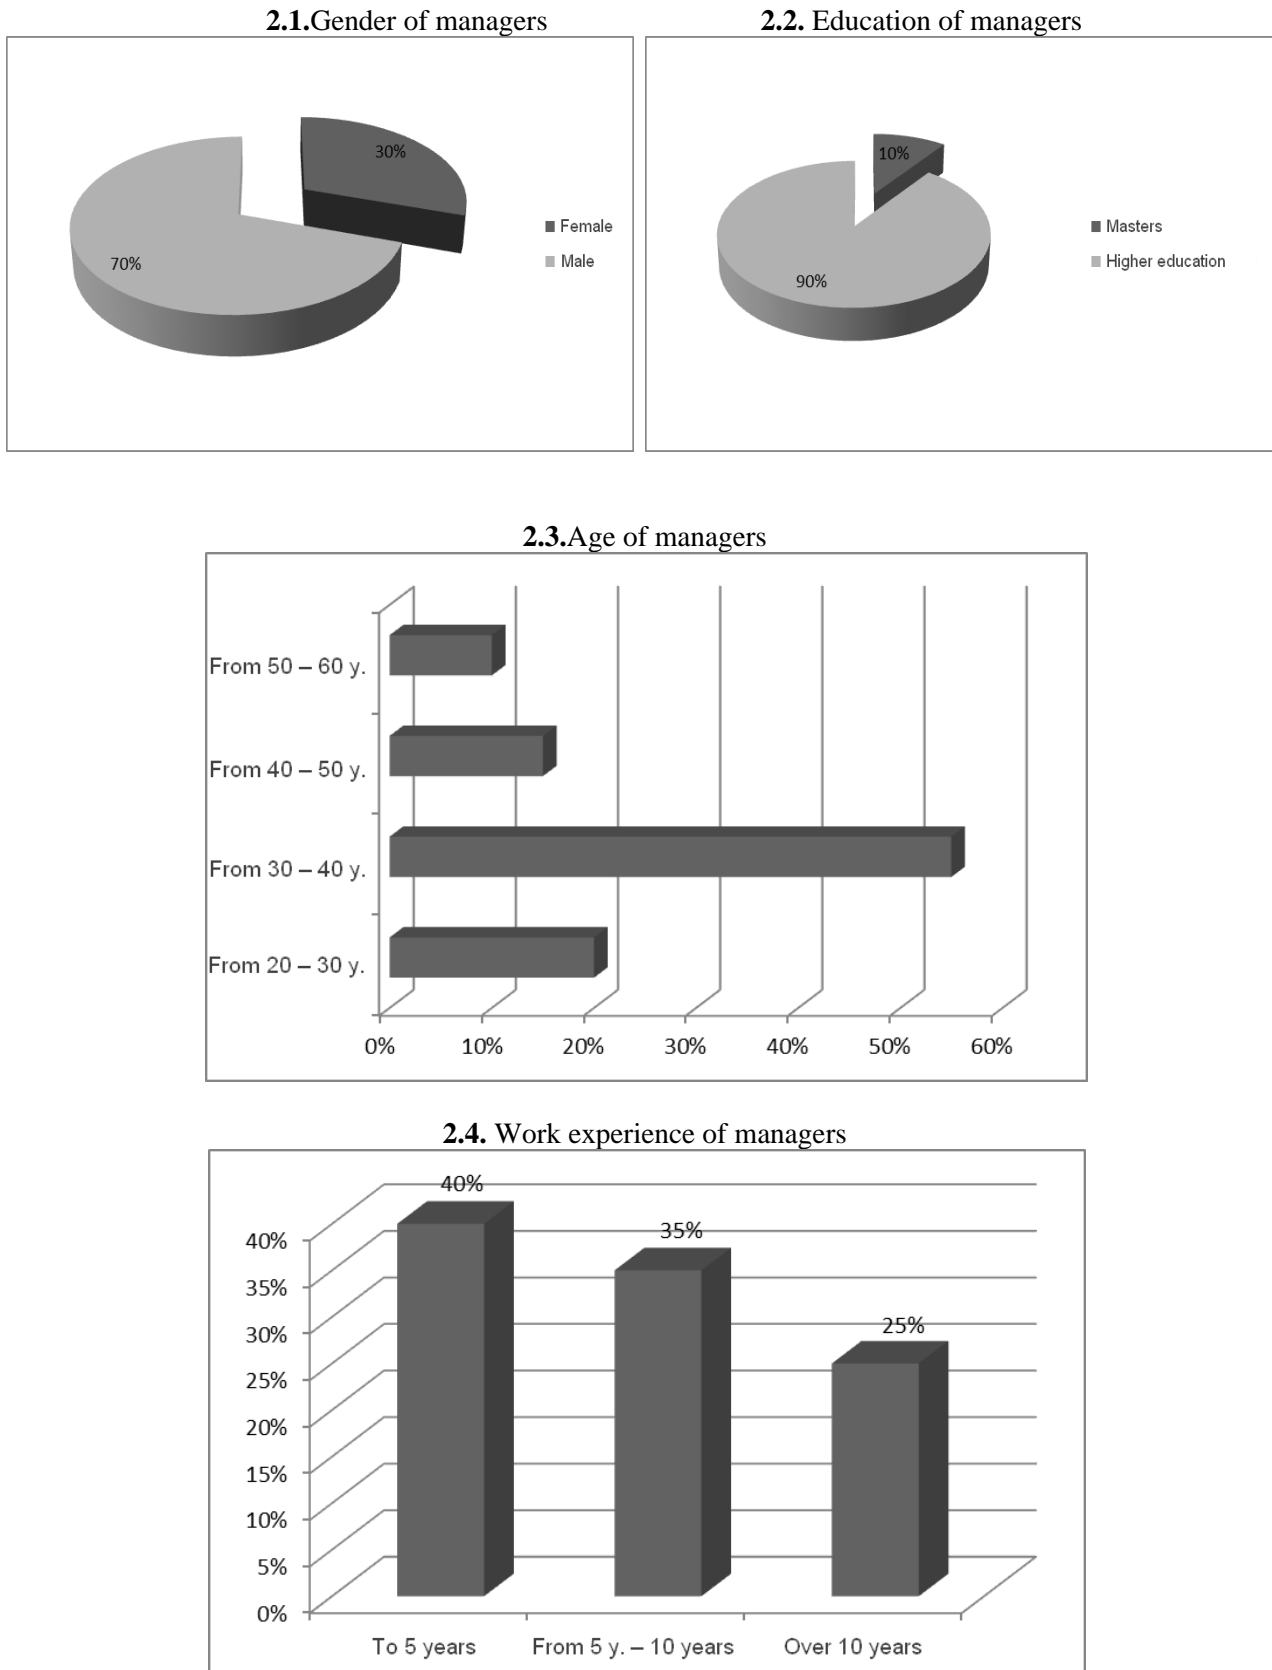 2.1.Gender of managers
2.2. Education of managers
30%
70%
Female
Male
10%
90%
Masters
Higher education
2.3.Age of managers
From 50 – 60 y.
From 40 – 50 y.
From 30 – 40 y.
From 20 – 30 y.
0% 10% 20% 30% 40% 50% 60%
2.4. Work experience of managers
40%
35%
25%
40%
35%
30%
25%
20%
15%
10%
5%
0%
To 5 years From 5 y. – 10 years Over 10 years